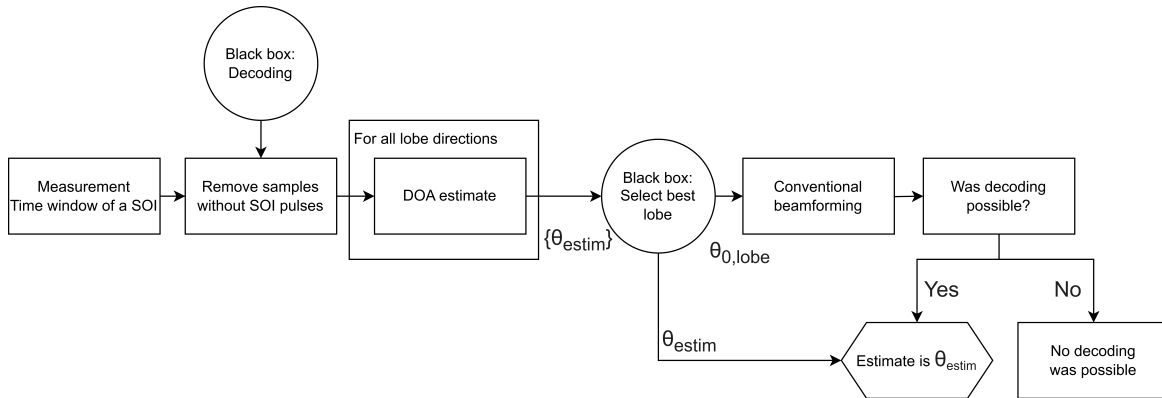 Black box:
Decoding
For all lobe directions
Measurement
Time window of a SOI
Remove samples
without SOI pulses
DOA estimate
{θestim}
Black box:
Select best
lobe
θ0,lobe
Conventional
beamforming
Was decoding
possible?
Yes
No
θestim
Estimate is θestim
No decoding
was possible